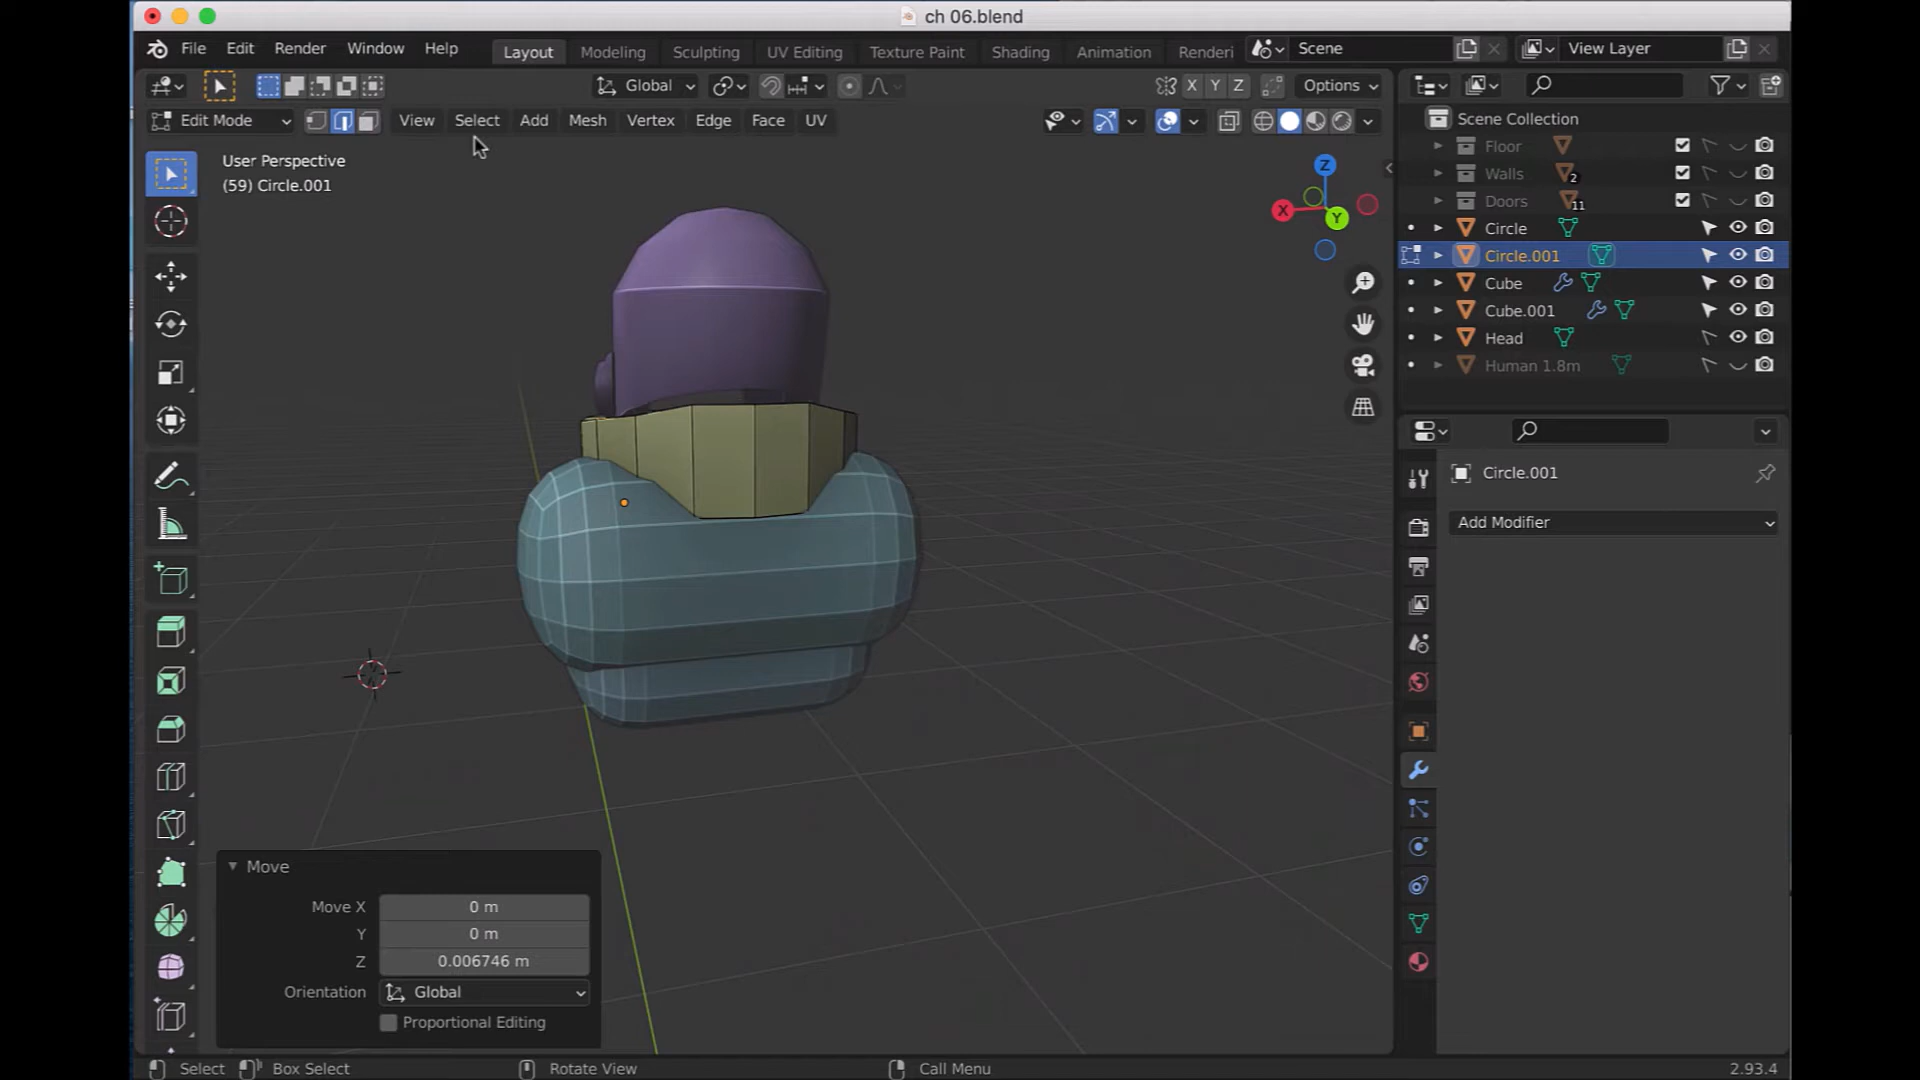 ch 06.blend
File Edit Render Window Help Layout Modeling Sculpting UV Editing Texture Paint Shading Animation Renderi Scene View Layer
Global X Y Z Options
Edit Mode View Select Add Mesh Vertex Edge Face UV
Scene Collection
Floor
Walls 2
Doors 11
Circle
Circle.001
Cube
Cube.001
Head
Human 1.8m
User Perspective
(59) Circle.001
Z
X
Y
Circle.001
Add Modifier
Move
Move X 0 m
Y 0 m
Z 0.006746 m
Orientation Global
Proportional Editing
Select Box Select Rotate View Call Menu 2.93.4